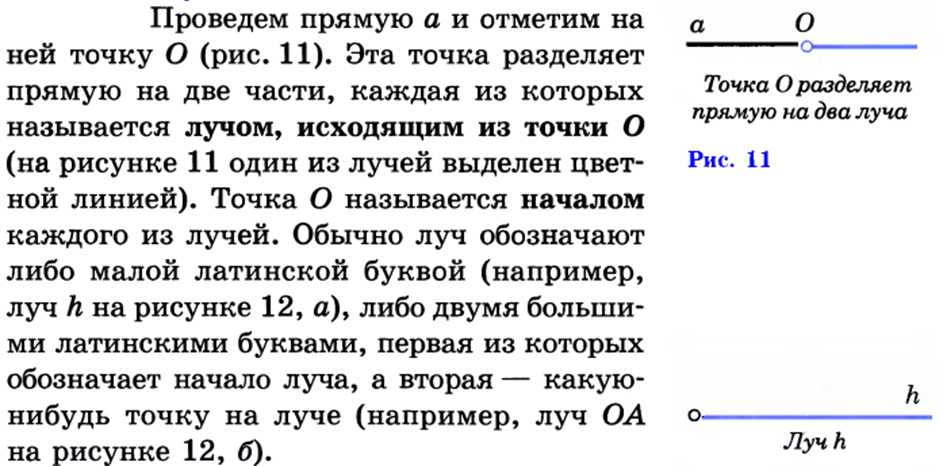 Проведем прямую a и отметим на
ней точку O (рис. 11). Эта точка разделяет
прямую на две части, каждая из которых
называется лучом, исходящим из точки O
(на рисунке 11 один из лучей выделен цвет-
ной линией). Точка O называется началом
каждого из лучей. Обычно луч обозначают
либо малой латинской буквой (например,
луч h на рисунке 12, а), либо двумя больши-
ми латинскими буквами, первая из которых
обозначает начало луча, а вторая — какую-
нибудь точку на луче (например, луч OA
на рисунке 12, б).
a O
Точка O разделяет
прямую на два луча
Рис. 11
h
Луч h